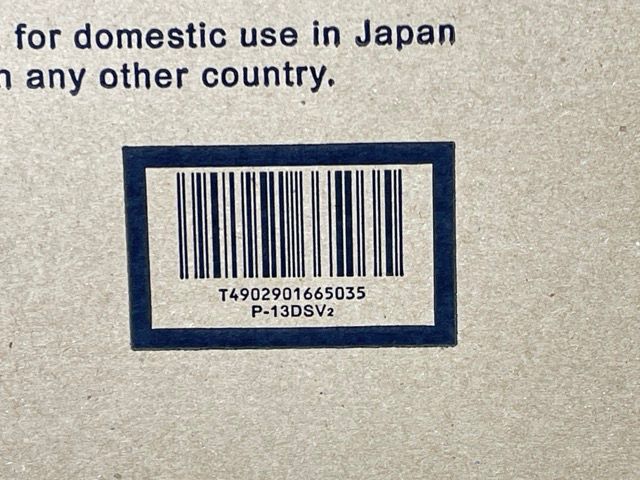 for domestic use in Japan
any other country.
T4902901665035
P-13DSV2